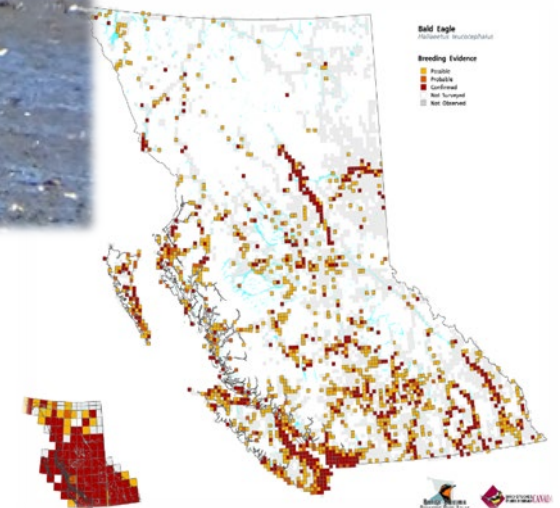 Bald Eagle
Haliaeetus leucocephalus
Breeding Evidence
Possible
Probable
Confirmed
Not Surveyed
Not Observed